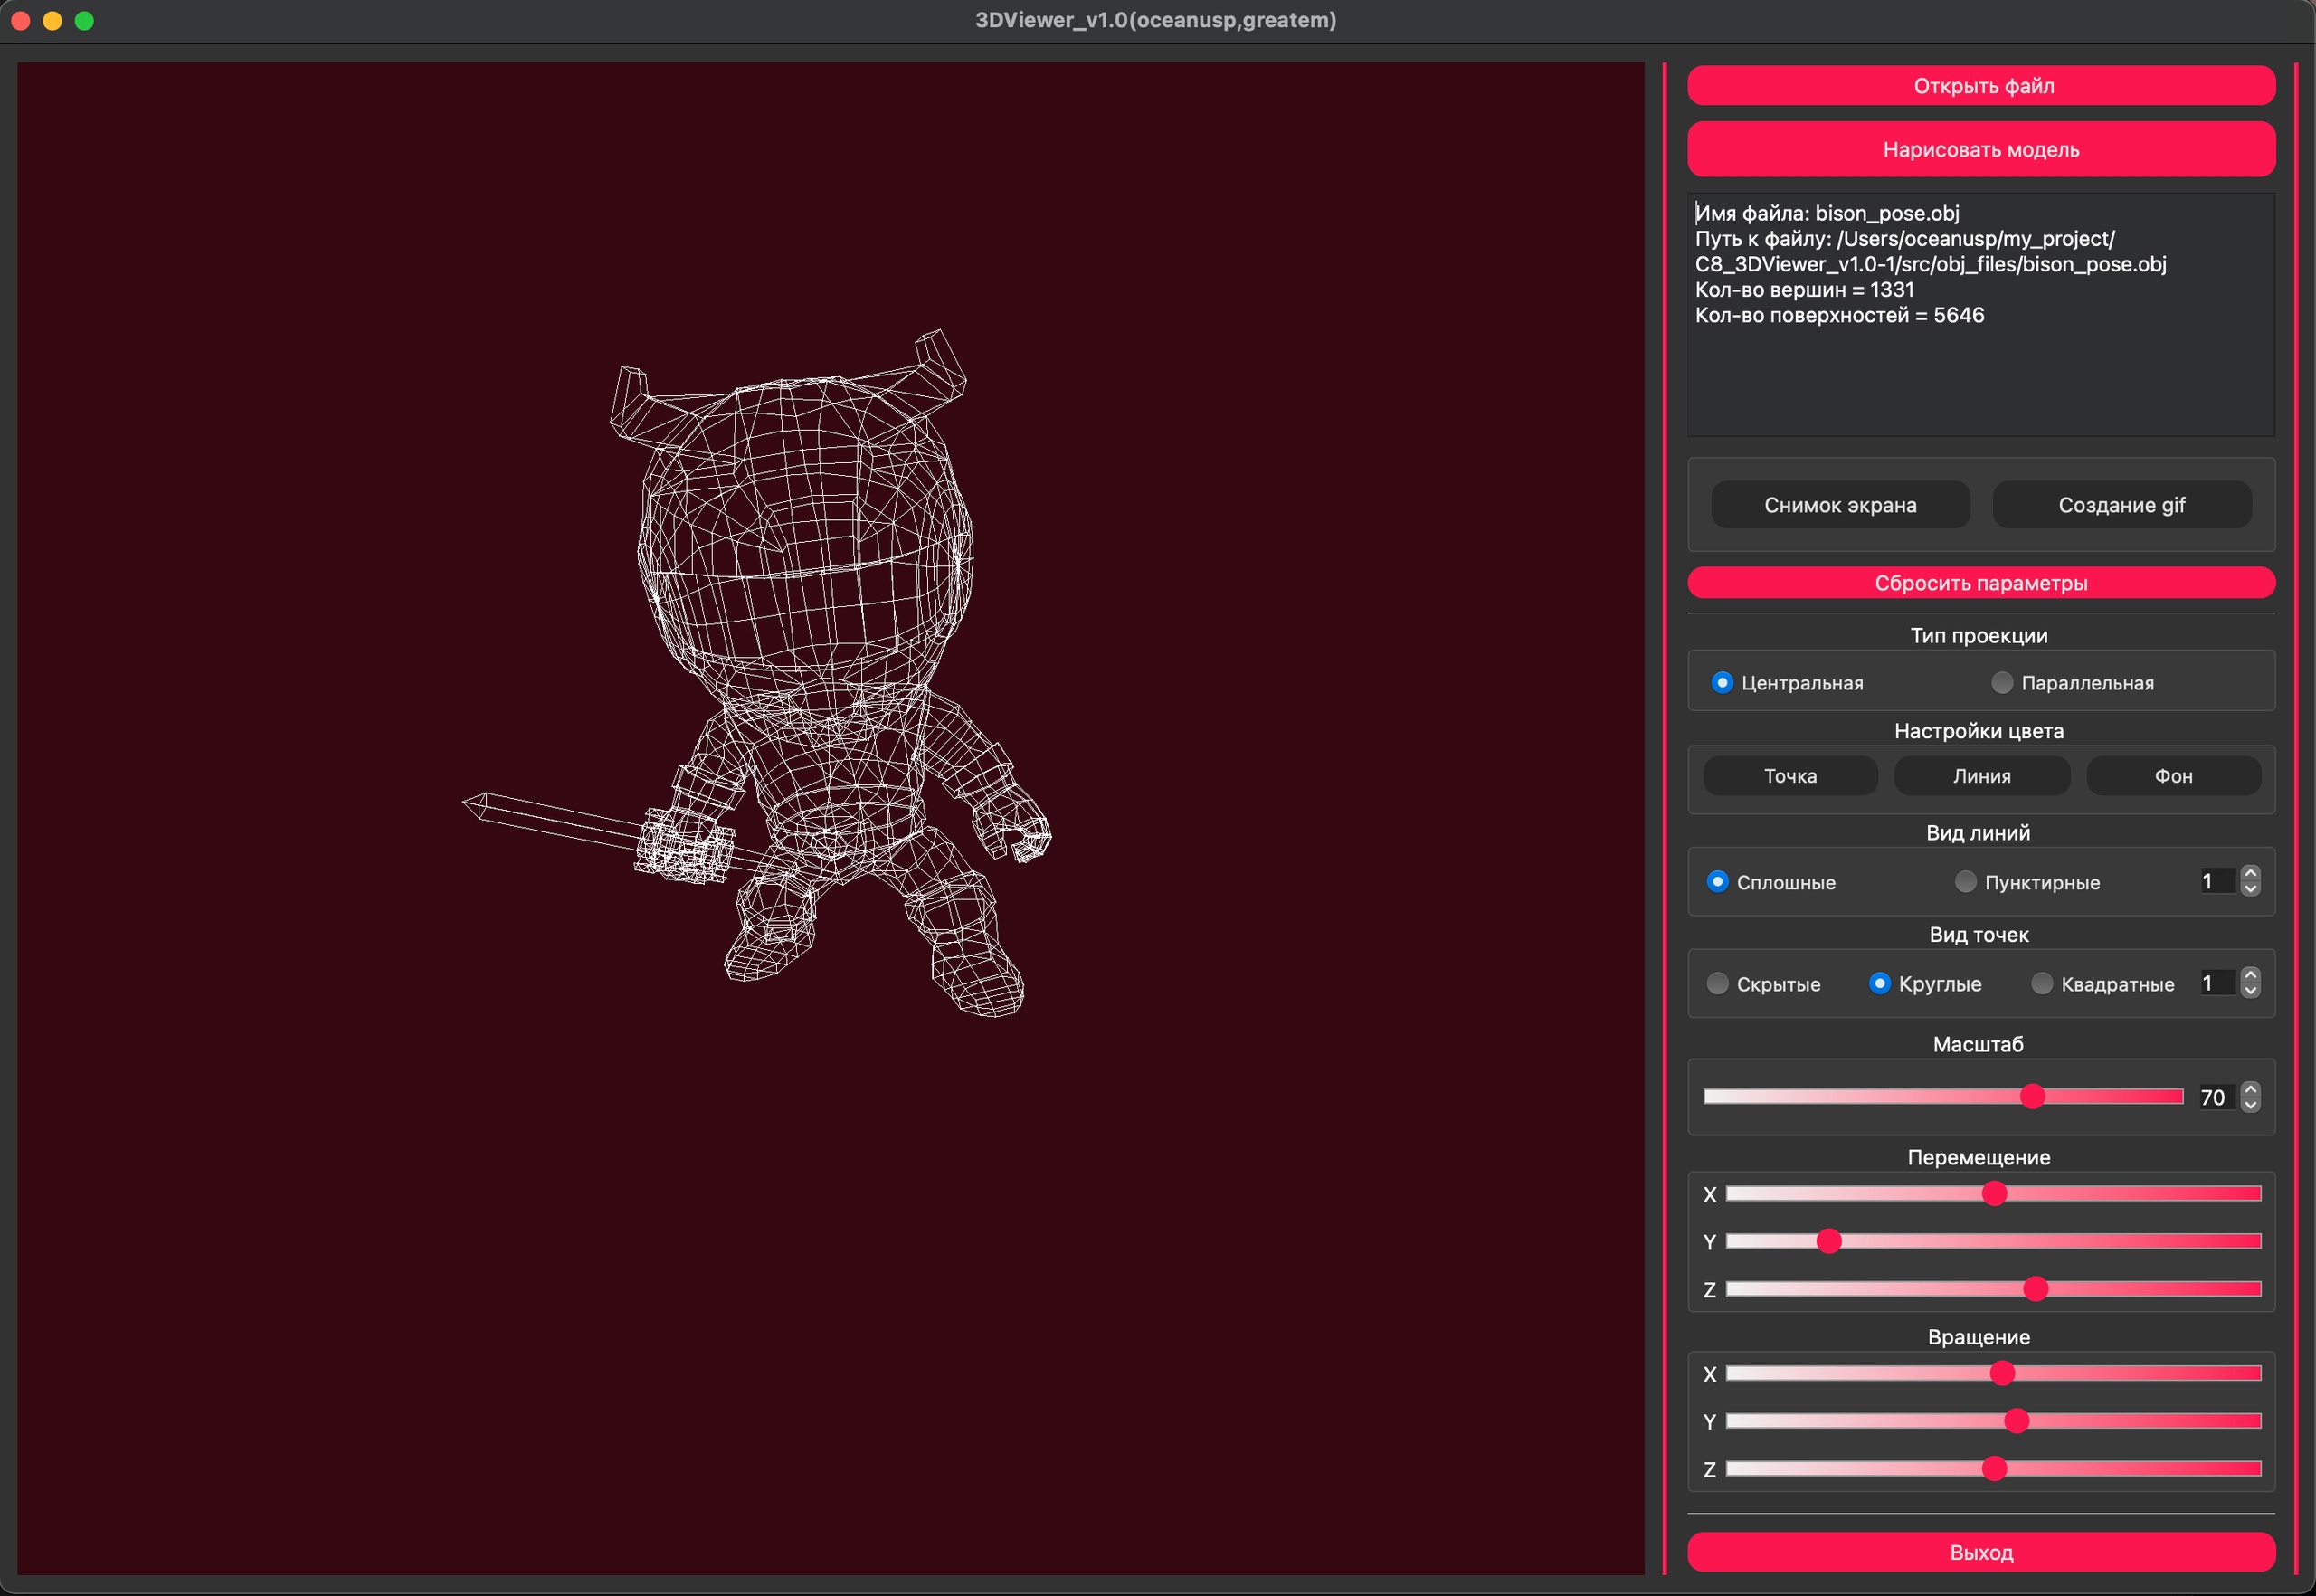 3DViewer_v1.0(oceanusp,greatem)
Открыть файл
Нарисовать модель
Имя файла: bison_pose.obj
Путь к файлу: /Users/oceanusp/my_project/
C8_3DViewer_v1.0-1/src/obj_files/bison_pose.obj
Кол-во вершин = 1331
Кол-во поверхностей = 5646
Снимок экрана Создание gif
Сбросить параметры
Тип проекции
Центральная Параллельная
Настройки цвета
Точка Линия Фон
Вид линий
Сплошные Пунктирные 1
Вид точек
Скрытые Круглые Квадратные 1
Масштаб
70
Перемещение
X
Y
Z
Вращение
X
Y
Z
Выход